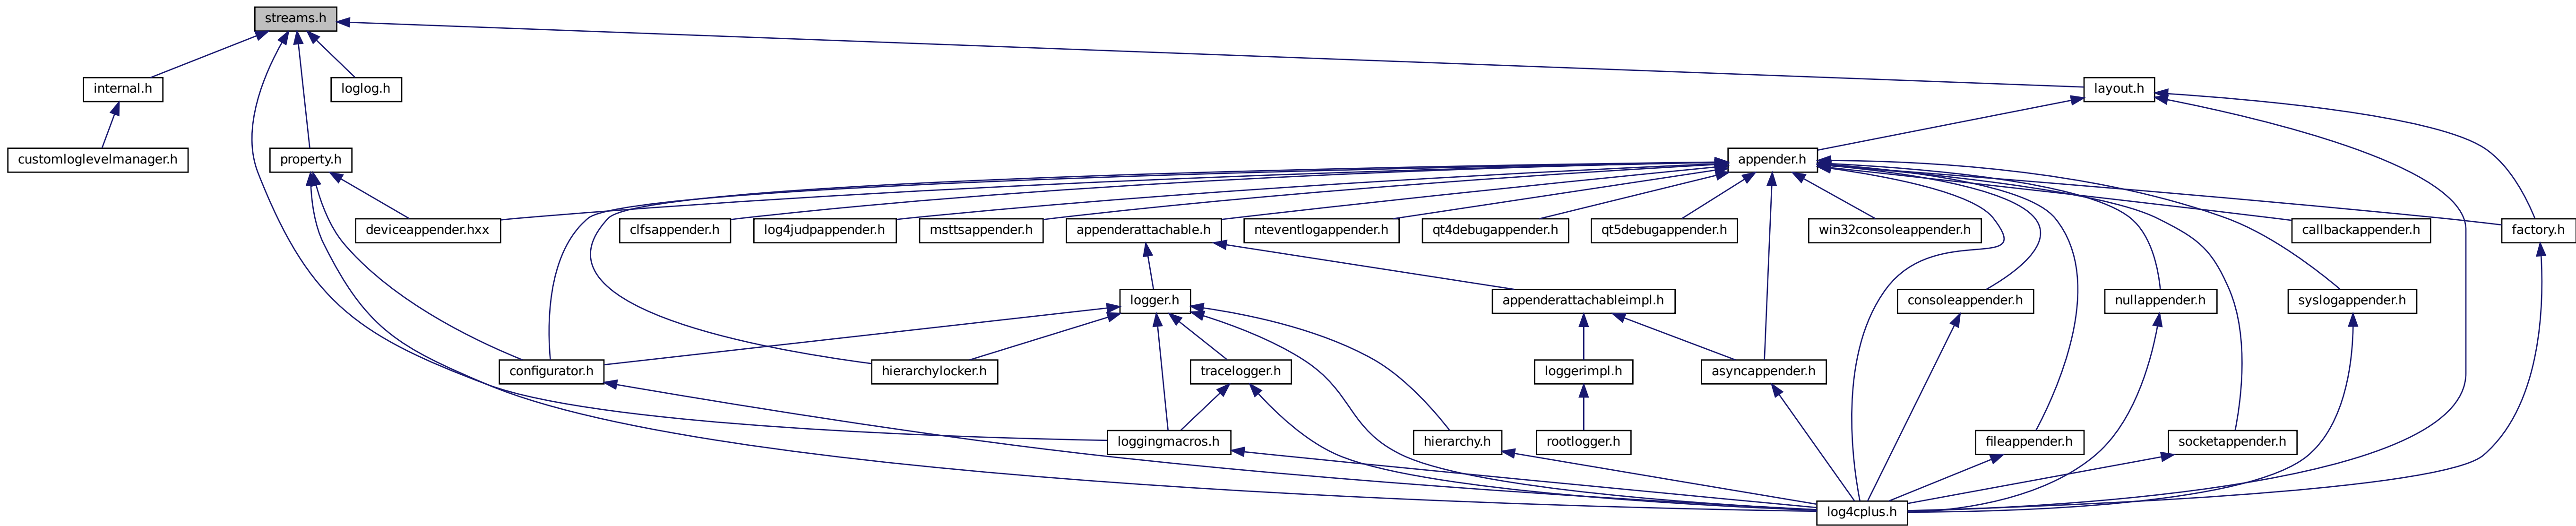 streams.h
internal.h
loglog.h
layout.h
customloglevelmanager.h
property.h
appender.h
deviceappender.hxx
clfsappender.h
log4judpappender.h
msttsappender.h
appenderattachable.h
nteventlogappender.h
qt4debugappender.h
qt5debugappender.h
win32consoleappender.h
callbackappender.h
factory.h
logger.h
appenderattachableimpl.h
consoleappender.h
nullappender.h
syslogappender.h
configurator.h
hierarchylocker.h
tracelogger.h
loggerimpl.h
asyncappender.h
loggingmacros.h
hierarchy.h
rootlogger.h
fileappender.h
socketappender.h
log4cplus.h